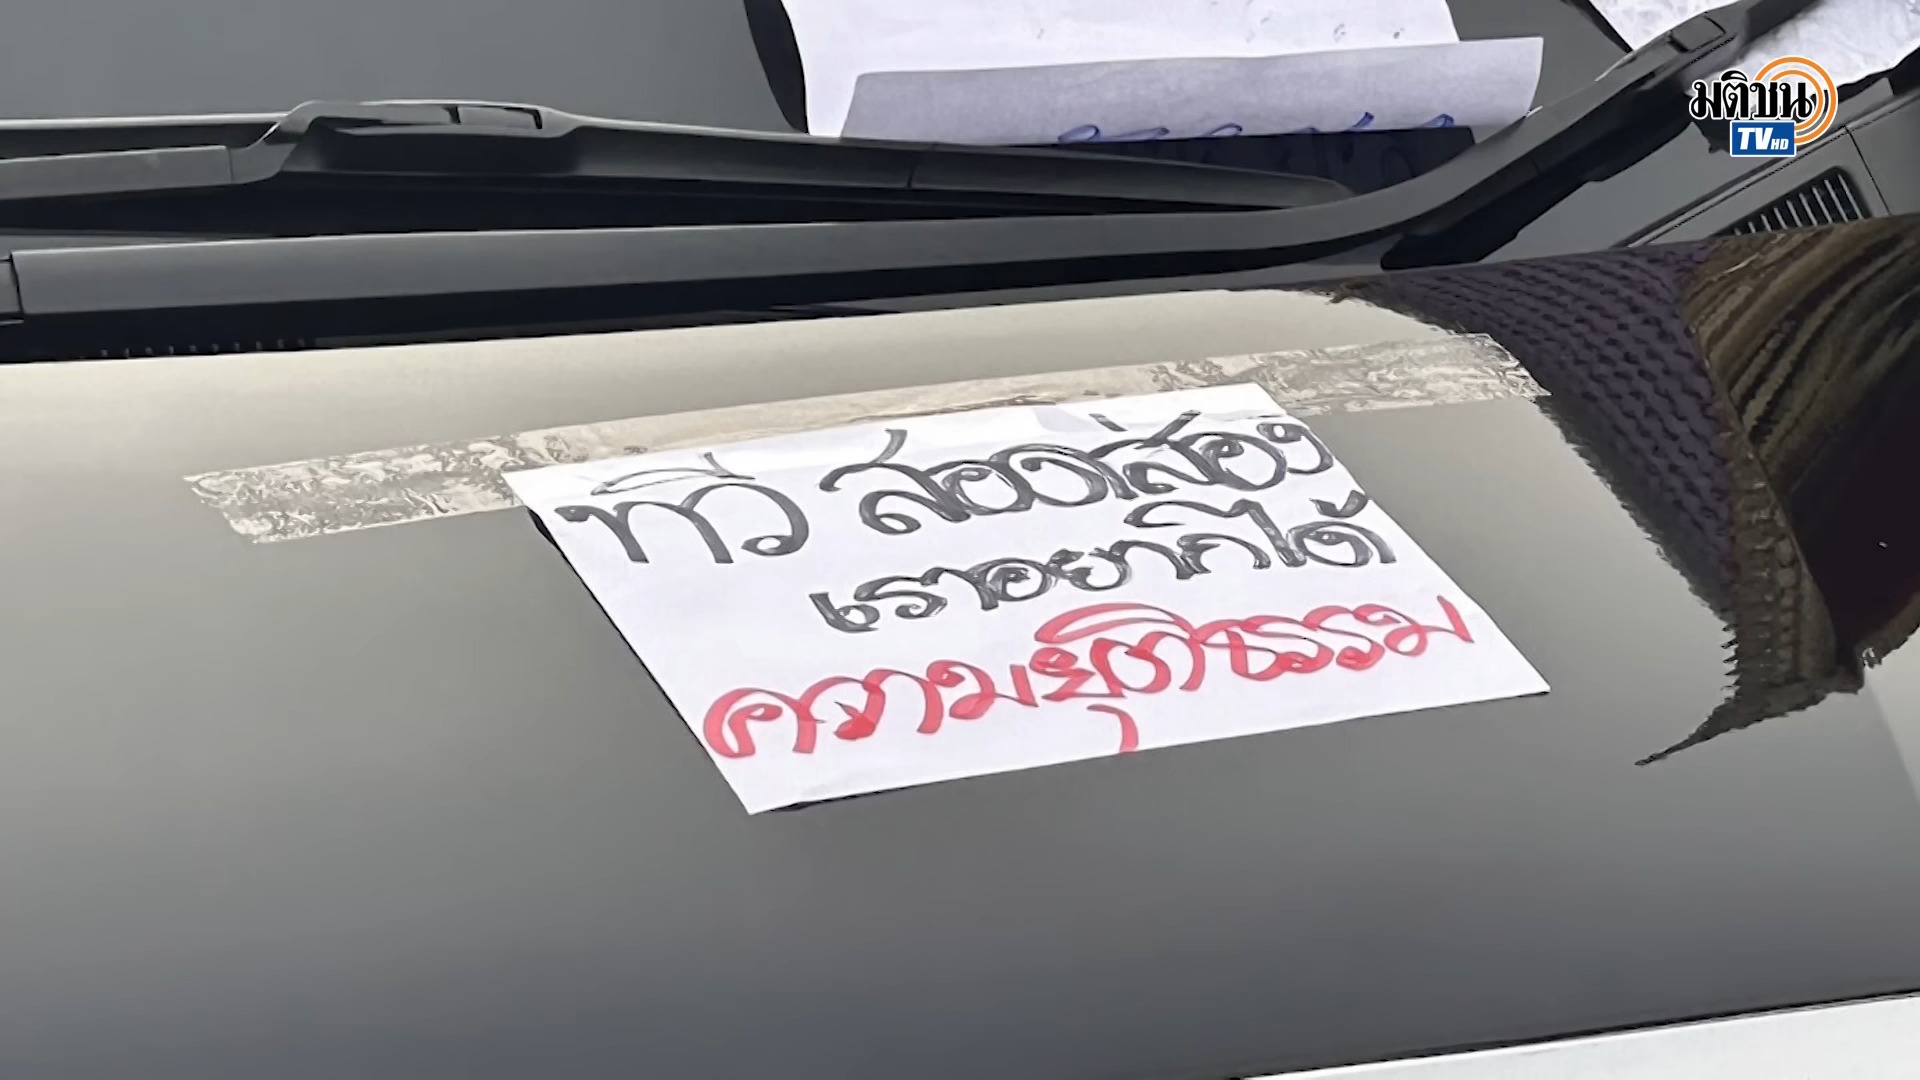 มติชน
TV HD
ทีวี ส่องส่อง
เราอยากได้
ความยุติธรรม